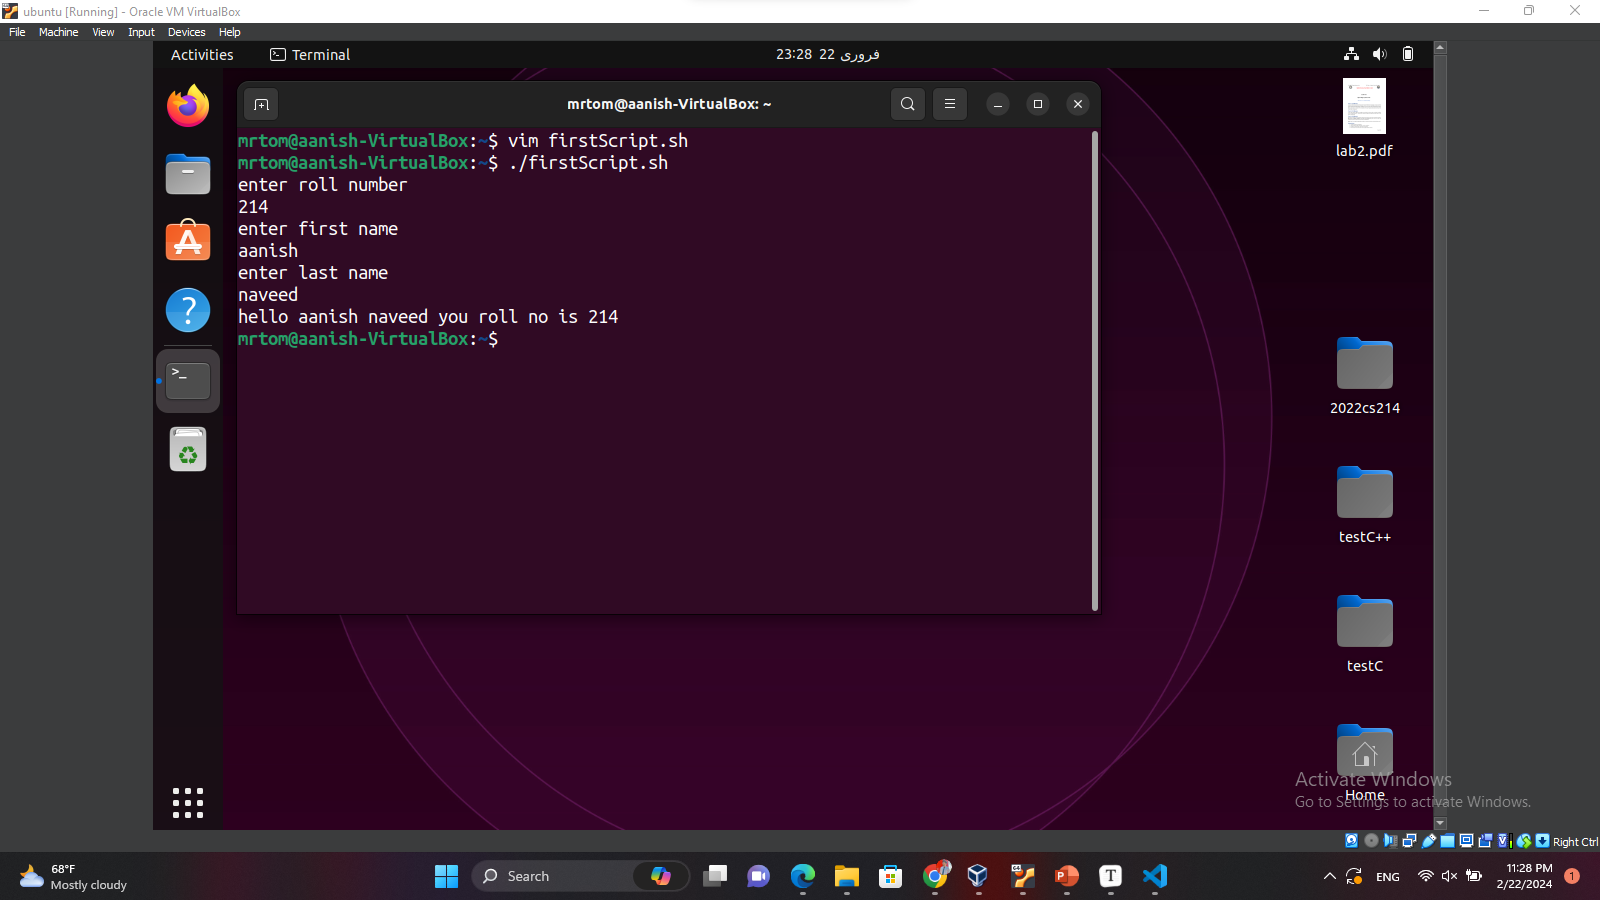 ubuntu [Running] - Oracle VM VirtualBox
File Machine View Input Devices Help
Activities Terminal 23:28 22 فروری
mrtom@aanish-VirtualBox: ~
mrtom@aanish-VirtualBox:~$ vim firstScript.sh
mrtom@aanish-VirtualBox:~$ ./firstScript.sh
enter roll number
214
enter first name
aanish
enter last name
naveed
hello aanish naveed you roll no is 214
mrtom@aanish-VirtualBox:~$
lab2.pdf
2022cs214
testC++
testC
Home
Activate Windows
Go to Settings to activate Windows.
Right Ctrl
68°F
Mostly cloudy
Search
ENG
11:28 PM
2/22/2024
1